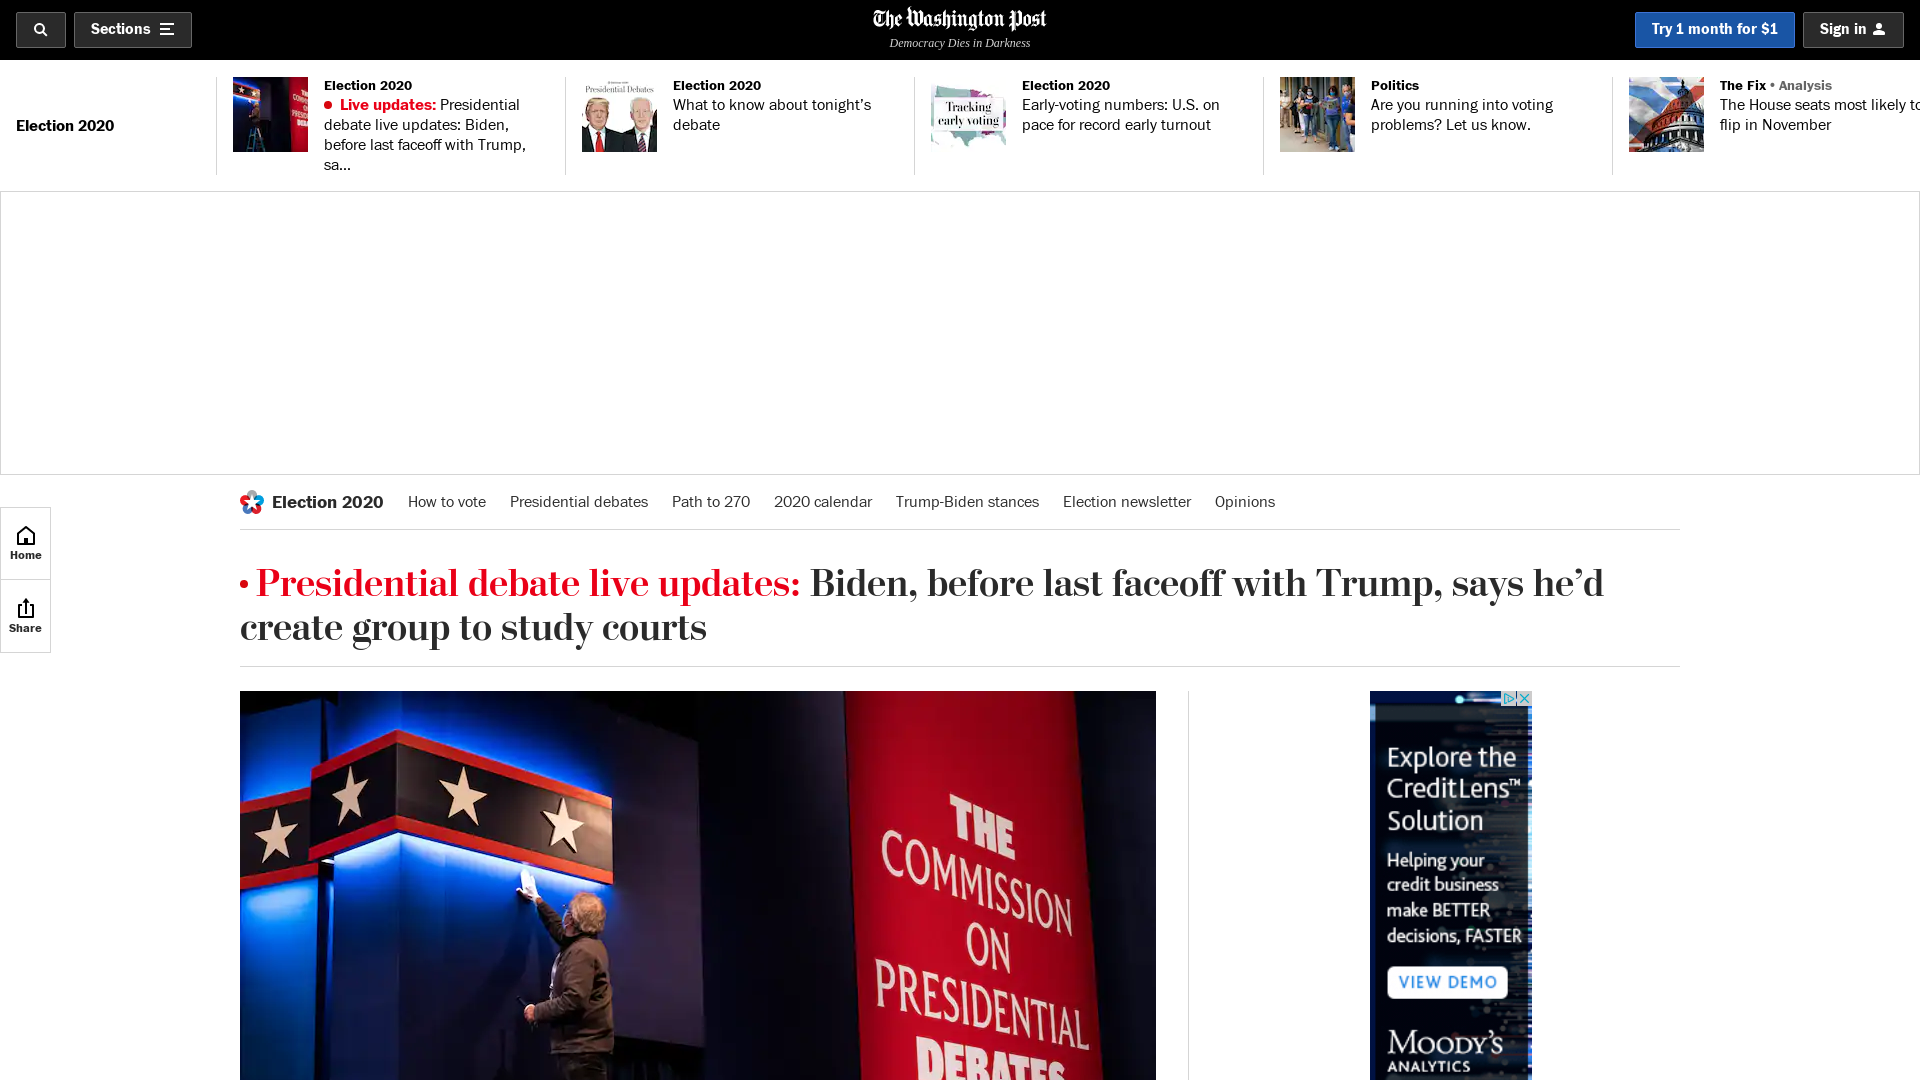 Sections
The Washington Post
Democracy Dies in Darkness
Try 1 month for $1
Sign in
Election 2020
Election 2020
Live updates: Presidential
debate live updates: Biden,
before last faceoff with Trump,
sa...
Presidential Debates
Election 2020
What to know about tonight’s
debate
Tracking
early voting
Election 2020
Early-voting numbers: U.S. on
pace for record early turnout
Politics
Are you running into voting
problems? Let us know.
The Fix • Analysis
The House seats most likely to
flip in November
Election 2020
How to vote
Presidential debates
Path to 270
2020 calendar
Trump-Biden stances
Election newsletter
Opinions
Home
Share
Presidential debate live updates: Biden, before last faceoff with Trump, says he’d
create group to study courts
THE
COMMISSION
ON
PRESIDENTIAL
DEBATES
Explore the
CreditLens™
Solution
Helping your
credit business
make BETTER
decisions, FASTER
VIEW DEMO
MOODY'S
ANALYTICS